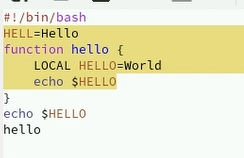 #!/bin/bash
HELL=Hello
function hello {
LOCAL HELLO=World
echo $HELLO
}
echo $HELLO
hello